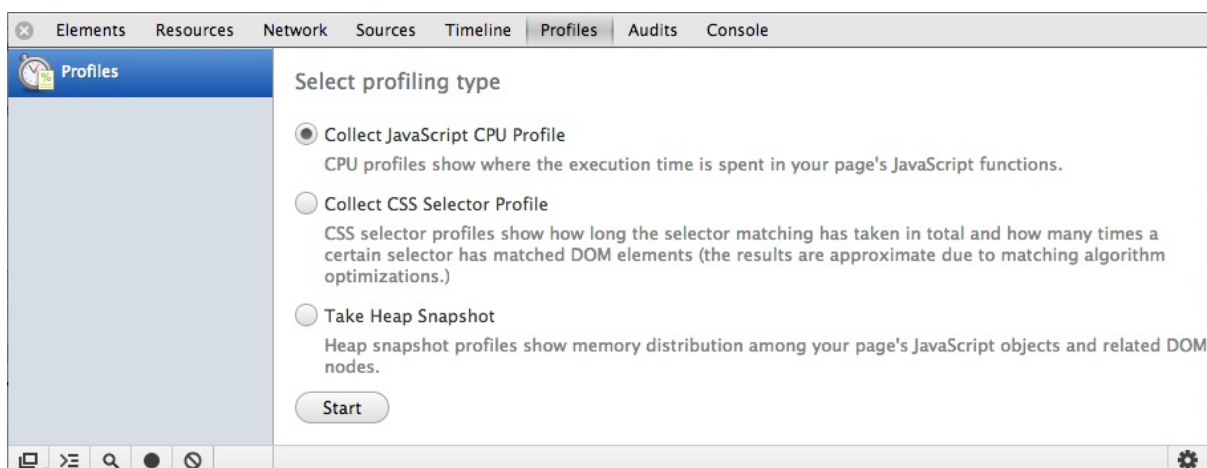 Elements Resources Network Sources Timeline Profiles Audits Console
Profiles
Select profiling type
Collect JavaScript CPU Profile
CPU profiles show where the execution time is spent in your page's JavaScript functions.
Collect CSS Selector Profile
CSS selector profiles show how long the selector matching has taken in total and how many times a
certain selector has matched DOM elements (the results are approximate due to matching algorithm
optimizations.)
Take Heap Snapshot
Heap snapshot profiles show memory distribution among your page's JavaScript objects and related DOM
nodes.
Start